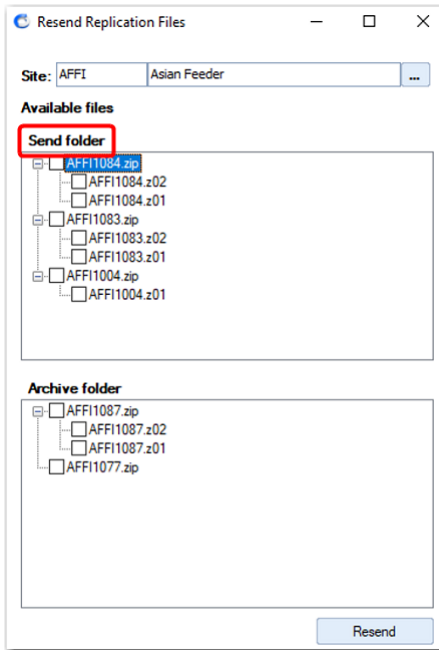 Resend Replication Files
Site: AFFI Asian Feeder ...
Available files
Send folder
AFFI1084.zip
AFFI1084.z02
AFFI1084.z01
AFFI1083.zip
AFFI1083.z02
AFFI1083.z01
AFFI1004.zip
AFFI1004.z01
Archive folder
AFFI1087.zip
AFFI1087.z02
AFFI1087.z01
AFFI1077.zip
Resend